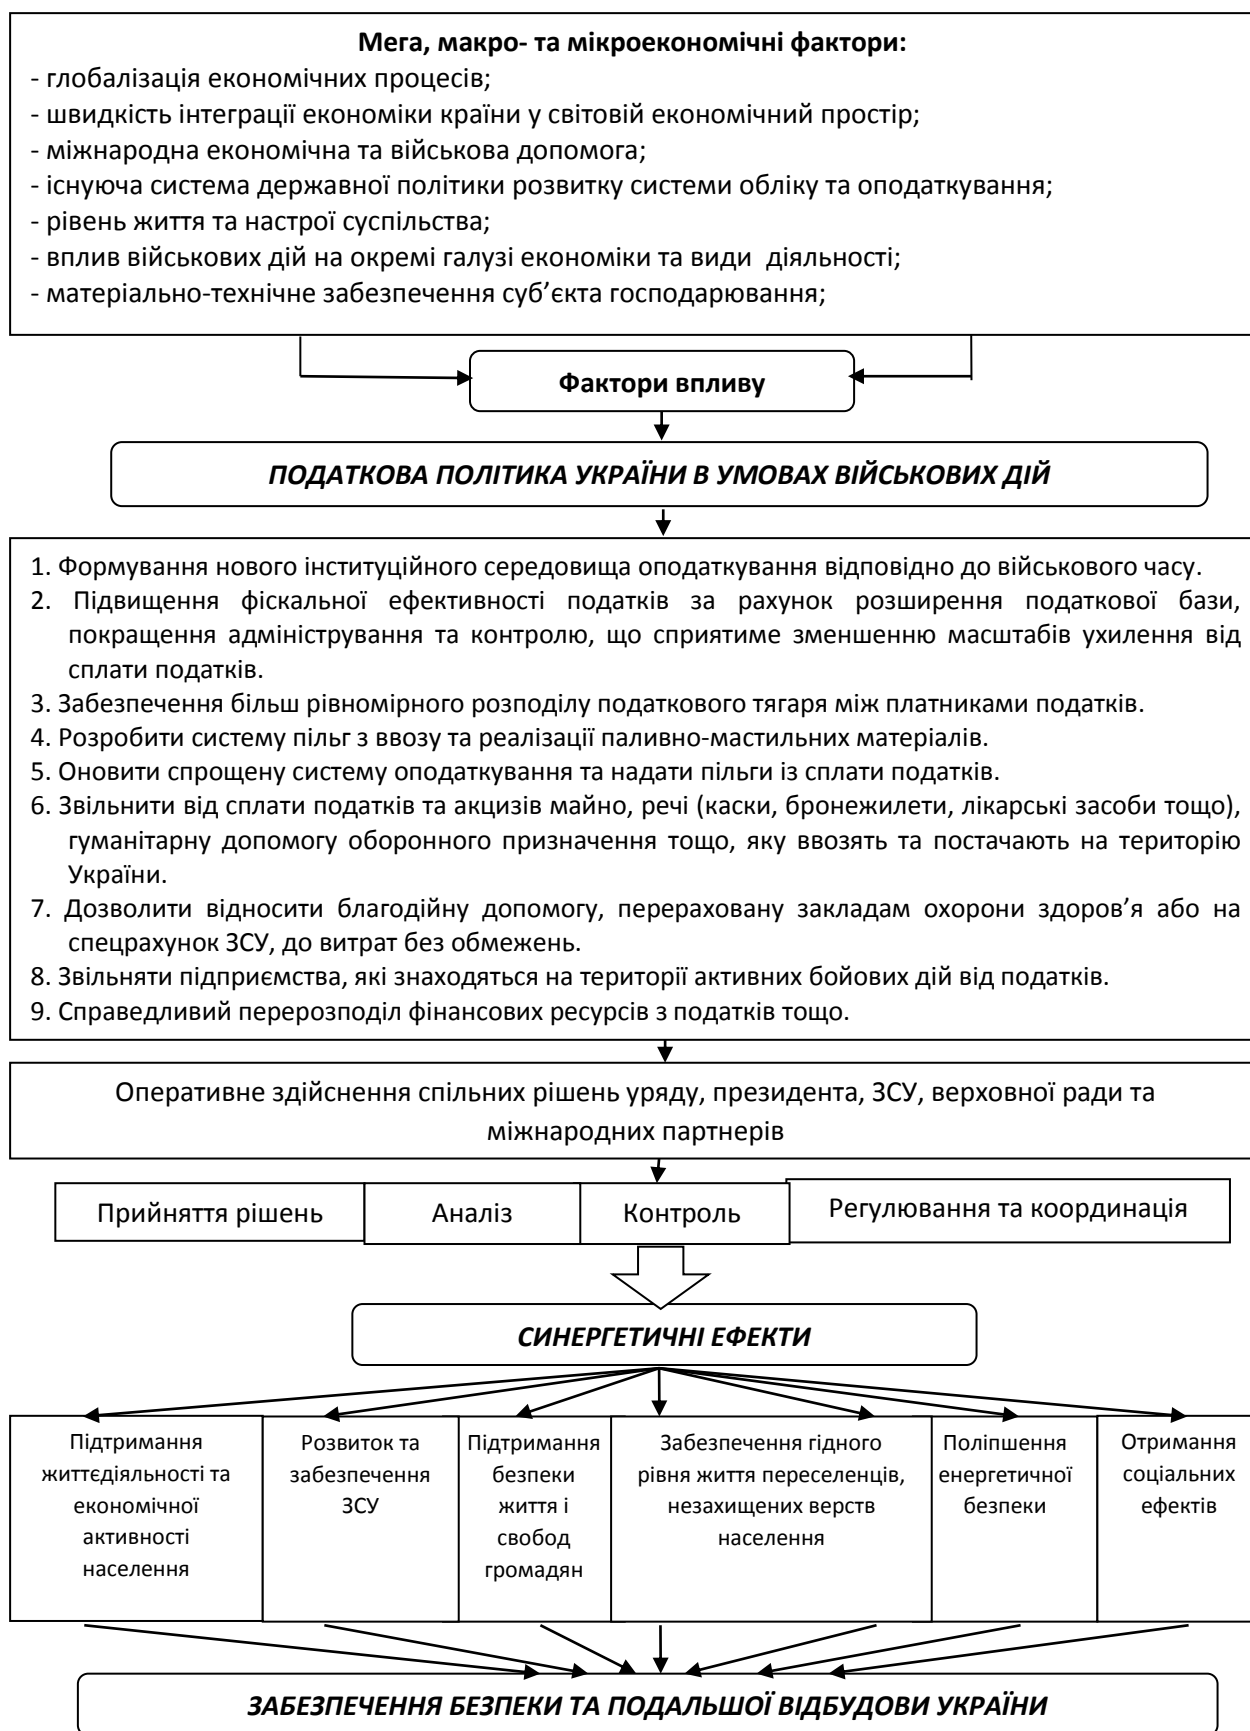 Мега, макро- та мікроекономічні фактори:
- глобалізація економічних процесів;
- швидкість інтеграції економіки країни у світовій економічний простір;
- міжнародна економічна та військова допомога;
- існуюча система державної політики розвитку системи обліку та оподаткування;
- рівень життя та настрої суспільства;
- вплив військових дій на окремі галузі економіки та види діяльності;
- матеріально-технічне забезпечення суб’єкта господарювання;
Фактори впливу
ПОДАТКОВА ПОЛІТИКА УКРАЇНИ В УМОВАХ ВІЙСЬКОВИХ ДІЙ
1. Формування нового інституційного середовища оподаткування відповідно до військового часу.
2. Підвищення фіскальної ефективності податків за рахунок розширення податкової бази,
покращення адміністрування та контролю, що сприятиме зменшенню масштабів ухилення від
сплати податків.
3. Забезпечення більш рівномірного розподілу податкового тягаря між платниками податків.
4. Розробити систему пільг з ввозу та реалізації паливно-мастильних матеріалів.
5. Оновити спрощену систему оподаткування та надати пільги із сплати податків.
6. Звільнити від сплати податків та акцизів майно, речі (каски, бронежилети, лікарські засоби тощо),
гуманітарну допомогу оборонного призначення тощо, яку ввозять та постачають на територію
України.
7. Дозволити відносити благодійну допомогу, перераховану закладам охорони здоров’я або на
спецрахунок ЗСУ, до витрат без обмежень.
8. Звільняти підприємства, які знаходяться на території активних бойових дій від податків.
9. Справедливий перерозподіл фінансових ресурсів з податків тощо.
Оперативне здійснення спільних рішень уряду, президента, ЗСУ, верховної ради та
міжнародних партнерів
Прийняття рішень
Аналіз
Контроль
Регулювання та координація
СИНЕРГЕТИЧНІ ЕФЕКТИ
Підтримання
життєдіяльності та
економічної
активності
населення
Розвиток та
забезпечення
ЗСУ
Підтримання
безпеки
життя і
свобод
громадян
Забезпечення гідного
рівня життя переселенців,
незахищених верств
населення
Поліпшення
енергетичної
безпеки
Отримання
соціальних
ефектів
ЗАБЕЗПЕЧЕННЯ БЕЗПЕКИ ТА ПОДАЛЬШОЇ ВІДБУДОВИ УКРАЇНИ